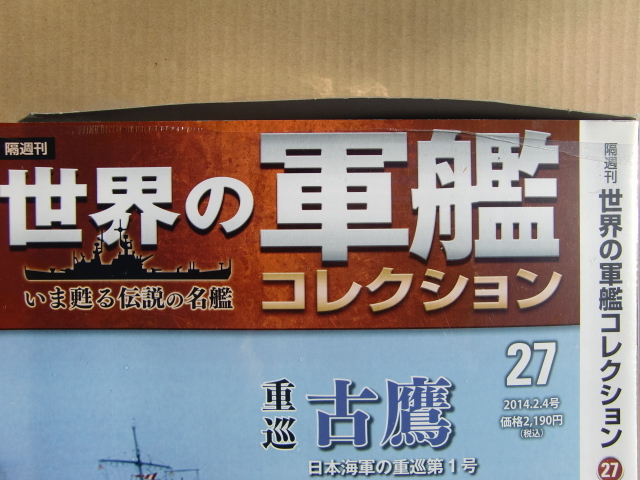 隔週刊
世界の軍艦
コレクション
いま甦る伝説の名艦
27
2014.2.4号
価格2,190円
(税込)
重巡
古鷹
日本海軍の重巡第1号
隔週刊 世界の軍艦コレクション 27